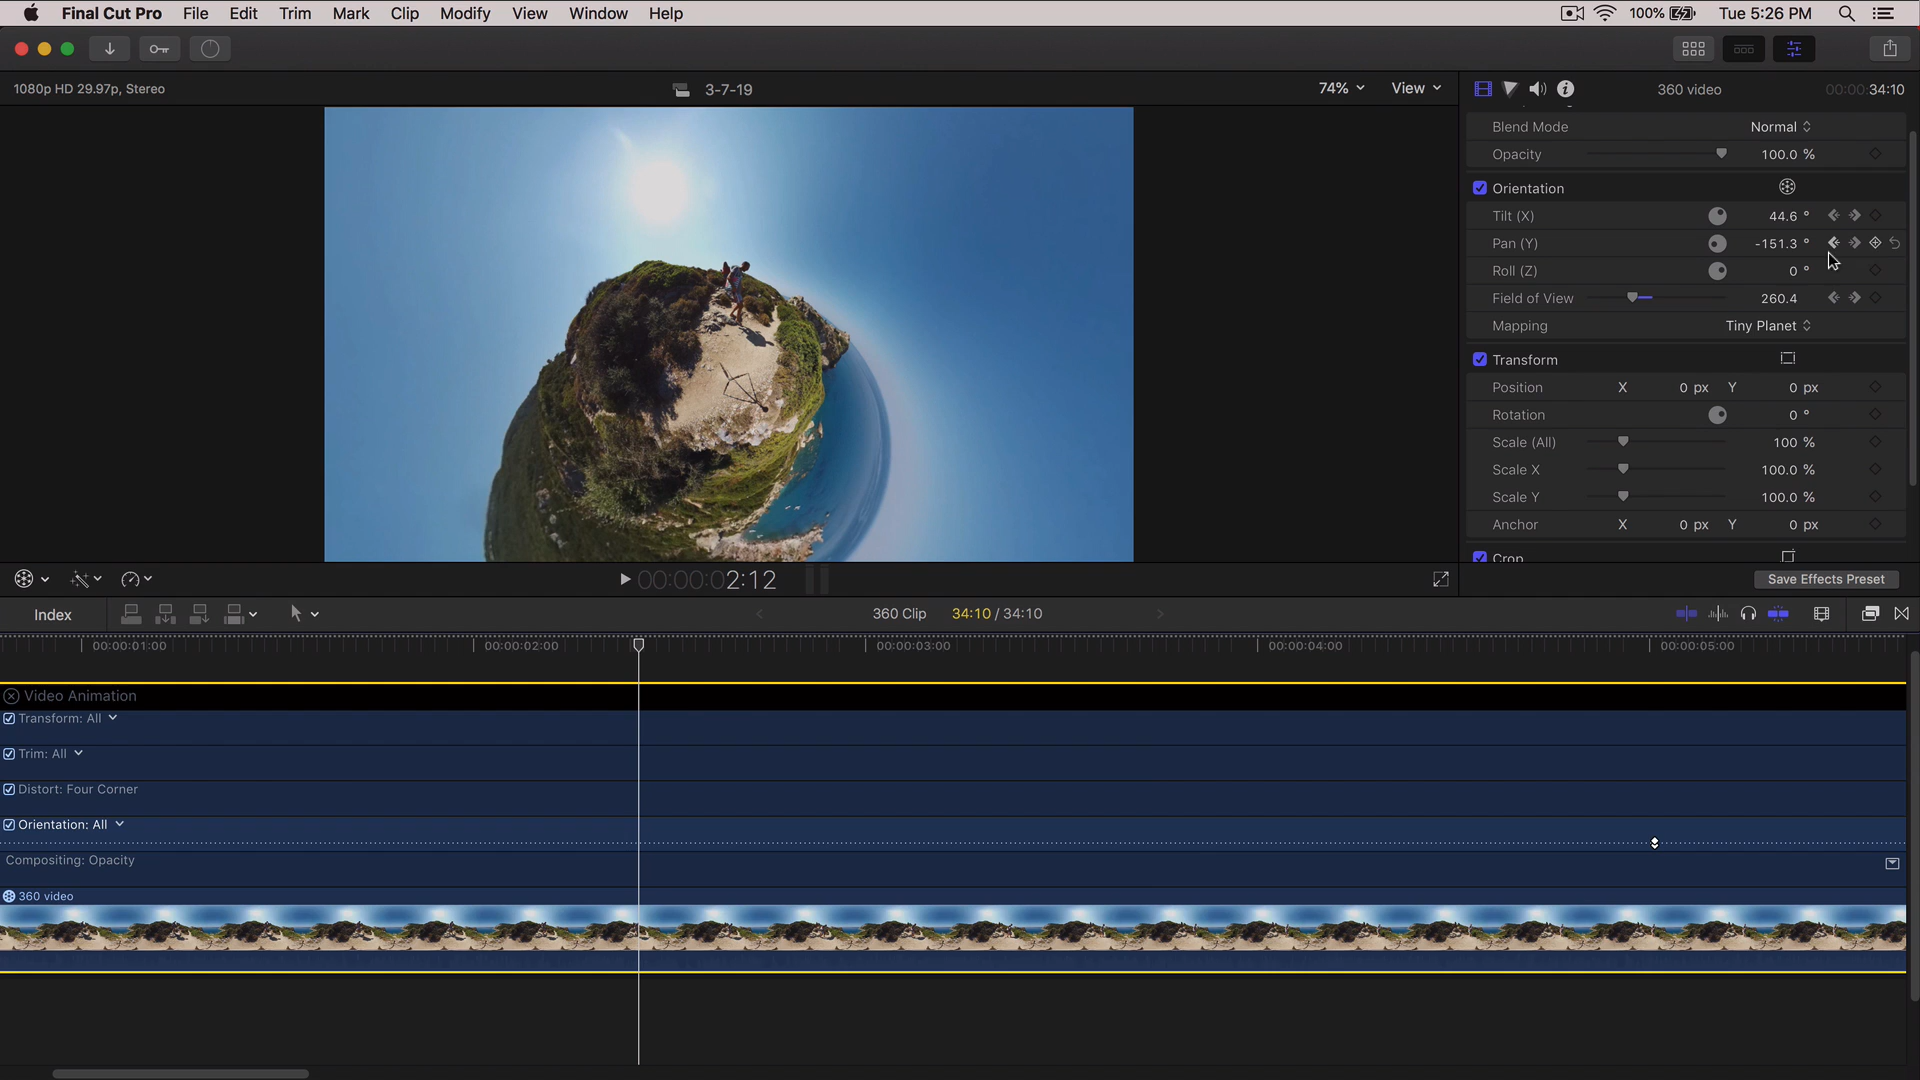 Final Cut Pro File Edit Trim Mark Clip Modify View Window Help 100% Tue 5:26 PM
1080p HD 29.97p, Stereo 3-7-19 74% View 360 video 00:00:34:10
Blend Mode Normal
Opacity 100.0 %
Orientation
Tilt (X) 44.6 °
Pan (Y) -151.3 °
Roll (Z) 0 °
Field of View 260.4
Mapping Tiny Planet
Transform
Position X 0 px Y 0 px
Rotation 0 °
Scale (All) 100 %
Scale X 100.0 %
Scale Y 100.0 %
Anchor X 0 px Y 0 px
Crop
00:00:02:12 Save Effects Preset
Index 360 Clip 34:10 / 34:10
00:00:01:00 00:00:02:00 00:00:03:00 00:00:04:00 00:00:05:00
Video Animation
Transform: All
Trim: All
Distort: Four Corner
Orientation: All
Compositing: Opacity
360 video